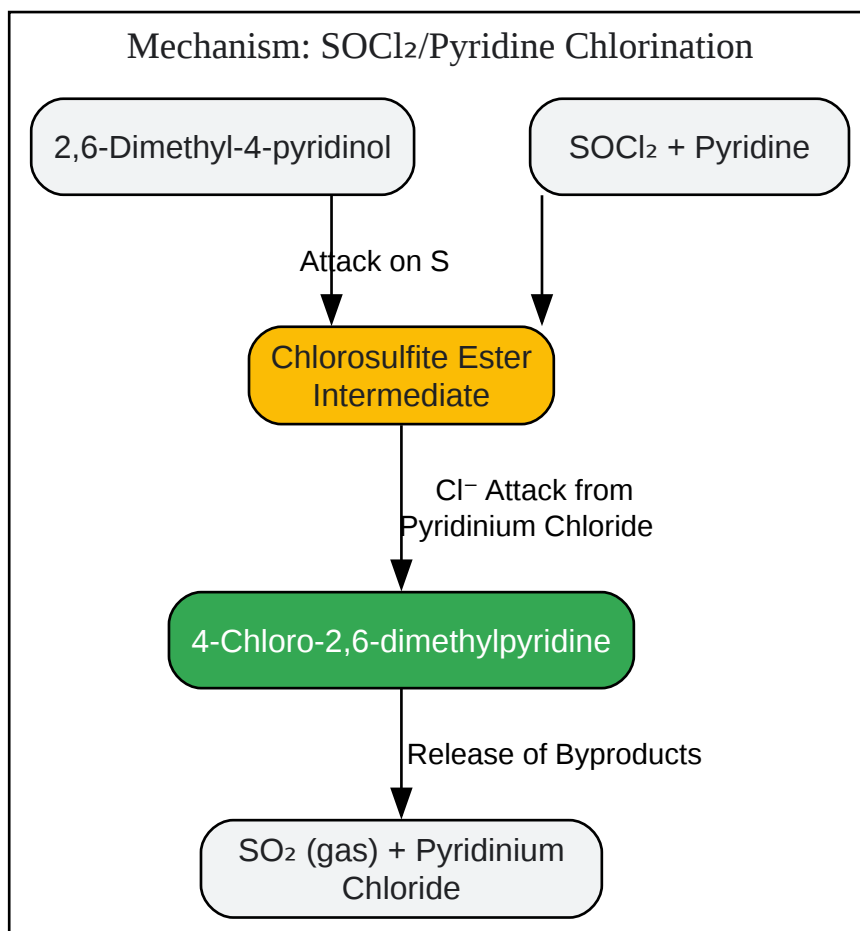 Mechanism: SOCl₂/Pyridine Chlorination
2,6-Dimethyl-4-pyridinol
SOCl₂ + Pyridine
Attack on S
Chlorosulfite Ester
Intermediate
Cl⁻ Attack from
Pyridinium Chloride
4-Chloro-2,6-dimethylpyridine
Release of Byproducts
SO₂ (gas) + Pyridinium
Chloride